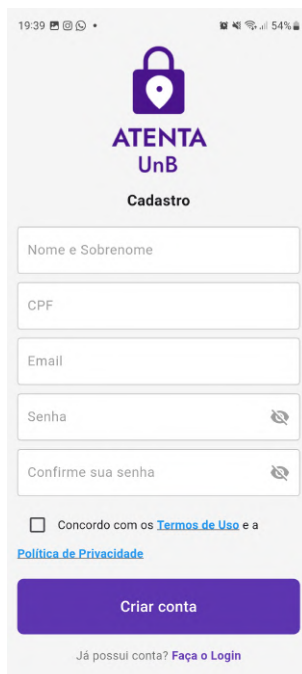 19:39 54%
ATENTA
UnB
Cadastro
Nome e Sobrenome
CPF
Email
Senha
Confirme sua senha
Concordo com os Termos de Uso e a
Política de Privacidade
Criar conta
Já possui conta? Faça o Login